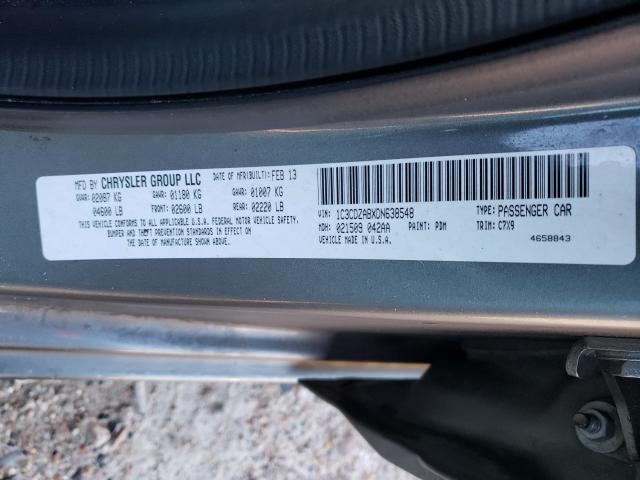 MFD BY CHRYSLER GROUP LLC DATE OF MFR(BUILT): FEB 13
GVWR: 02087 KG GAWR: 01180 KG GAWR: 01007 KG
04600 LB FRONT: 02600 LB REAR: 02220 LB
THIS VEHICLE CONFORMS TO ALL APPLICABLE U.S.A. FEDERAL MOTOR VEHICLE SAFETY,
BUMPER AND THEFT PREVENTION STANDARDS IN EFFECT ON
THE DATE OF MANUFACTURE SHOWN ABOVE. MADE IN U.S.A.
VIN: 1C3CDZABXDN638548 TYPE: PASSENGER CAR
MDH: 021509 042AA PAINT: PDM TRIM: C7X9
4658843